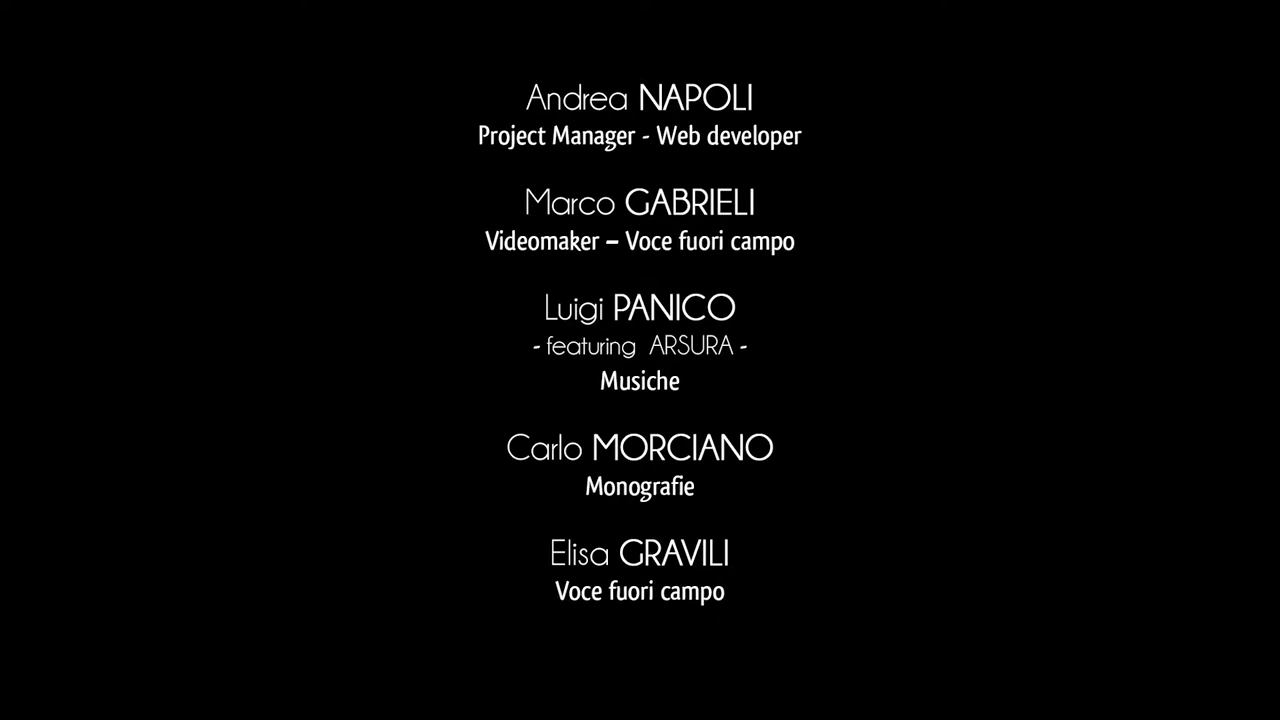 Andrea NAPOLI
Project Manager - Web developer
Marco GABRIELI
Videomaker – Voce fuori campo
Luigi PANICO
- featuring ARSURA -
Musiche
Carlo MORCIANO
Monografie
Elisa GRAVILI
Voce fuori campo